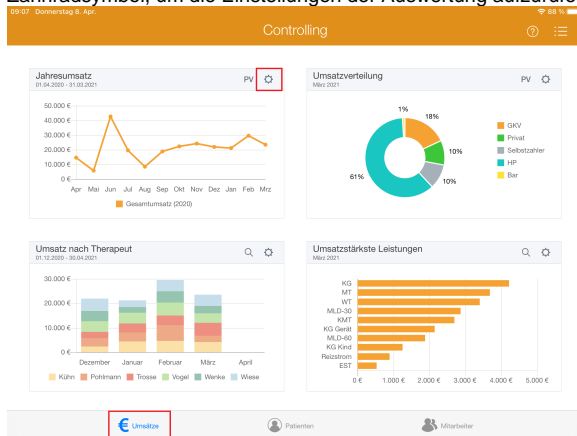 Zahnradsymbol, um die Einstellungen der Auswertung aufzurufe
09:07 Donnerstag 8. Apr.
88 %
Controlling
Jahresumsatz
01.04.2020 - 31.03.2021
PV
50.000 €
40.000 €
30.000 €
20.000 €
10.000 €
0 €
Apr Mai Jun Jul Aug Sep Okt Nov Dez Jan Feb Mrz
Gesamtumsatz (2020)
Umsatzverteilung
März 2021
PV
1%
18%
10%
10%
61%
GKV
Privat
Selbstzahler
HP
Bar
Umsatz nach Therapeut
01.12.2020 - 30.04.2021
30.000 €
20.000 €
10.000 €
0 €
Dezember Januar Februar März April
Kühn Pohlmann Trosse Vogel Wenke Wiese
Umsatzstärkste Leistungen
März 2021
KG
MT
WT
MLD-30
KMT
KG Gerät
MLD-60
KG Kind
Reizstrom
EST
0 € 1.000 € 2.000 € 3.000 € 4.000 € 5.000 €
€ Umsätze
Patienten
Mitarbeiter